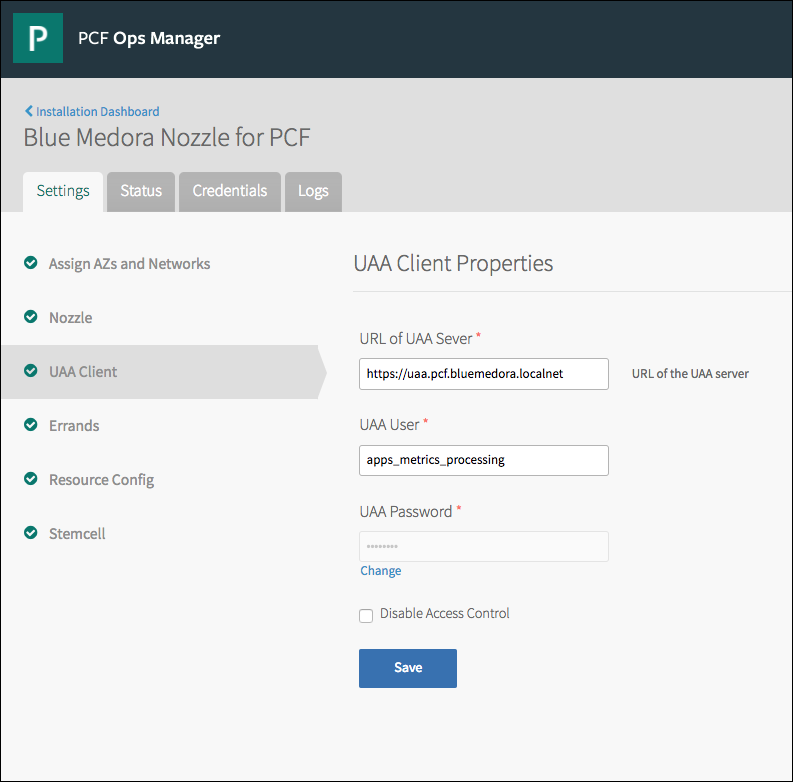 P PCF Ops Manager
Installation Dashboard
Blue Medora Nozzle for PCF
Settings Status Credentials Logs
Assign AZs and Networks
Nozzle
UAA Client
Errands
Resource Config
Stemcell
UAA Client Properties
URL of UAA Sever *
https://uaa.pcf.bluemedora.localnet URL of the UAA server
UAA User *
apps_metrics_processing
UAA Password *
••••••••
Change
Disable Access Control
Save